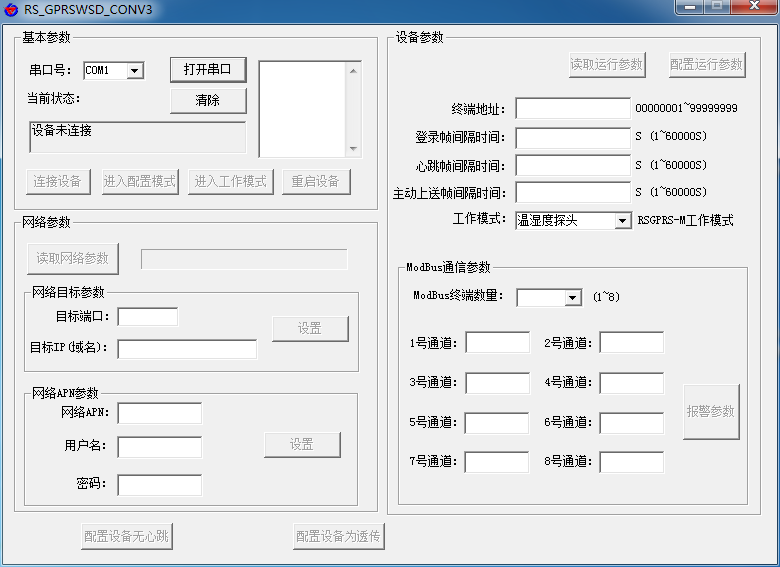 RS_GPRSWSD_CONV3
基本参数
串口号: COM1 打开串口
当前状态: 清除
设备未连接
连接设备 进入配置模式 进入工作模式 重启设备
网络参数
读取网络参数
网络目标参数
目标端口:
设置
目标IP(域名):
网络APN参数
网络APN:
用户名: 设置
密码:
配置设备无心跳 配置设备为透传
设备参数
读取运行参数 配置运行参数
终端地址: 00000001~99999999
登录帧间隔时间: S (1~60000S)
心跳帧间隔时间: S (1~60000S)
主动上送帧间隔时间: S (1~60000S)
工作模式: 温湿度探头 RSGPRS-M工作模式
ModBus通信参数
ModBus终端数量: (1~8)
1号通道: 2号通道:
3号通道: 4号通道:
报警参数
5号通道: 6号通道:
7号通道: 8号通道: